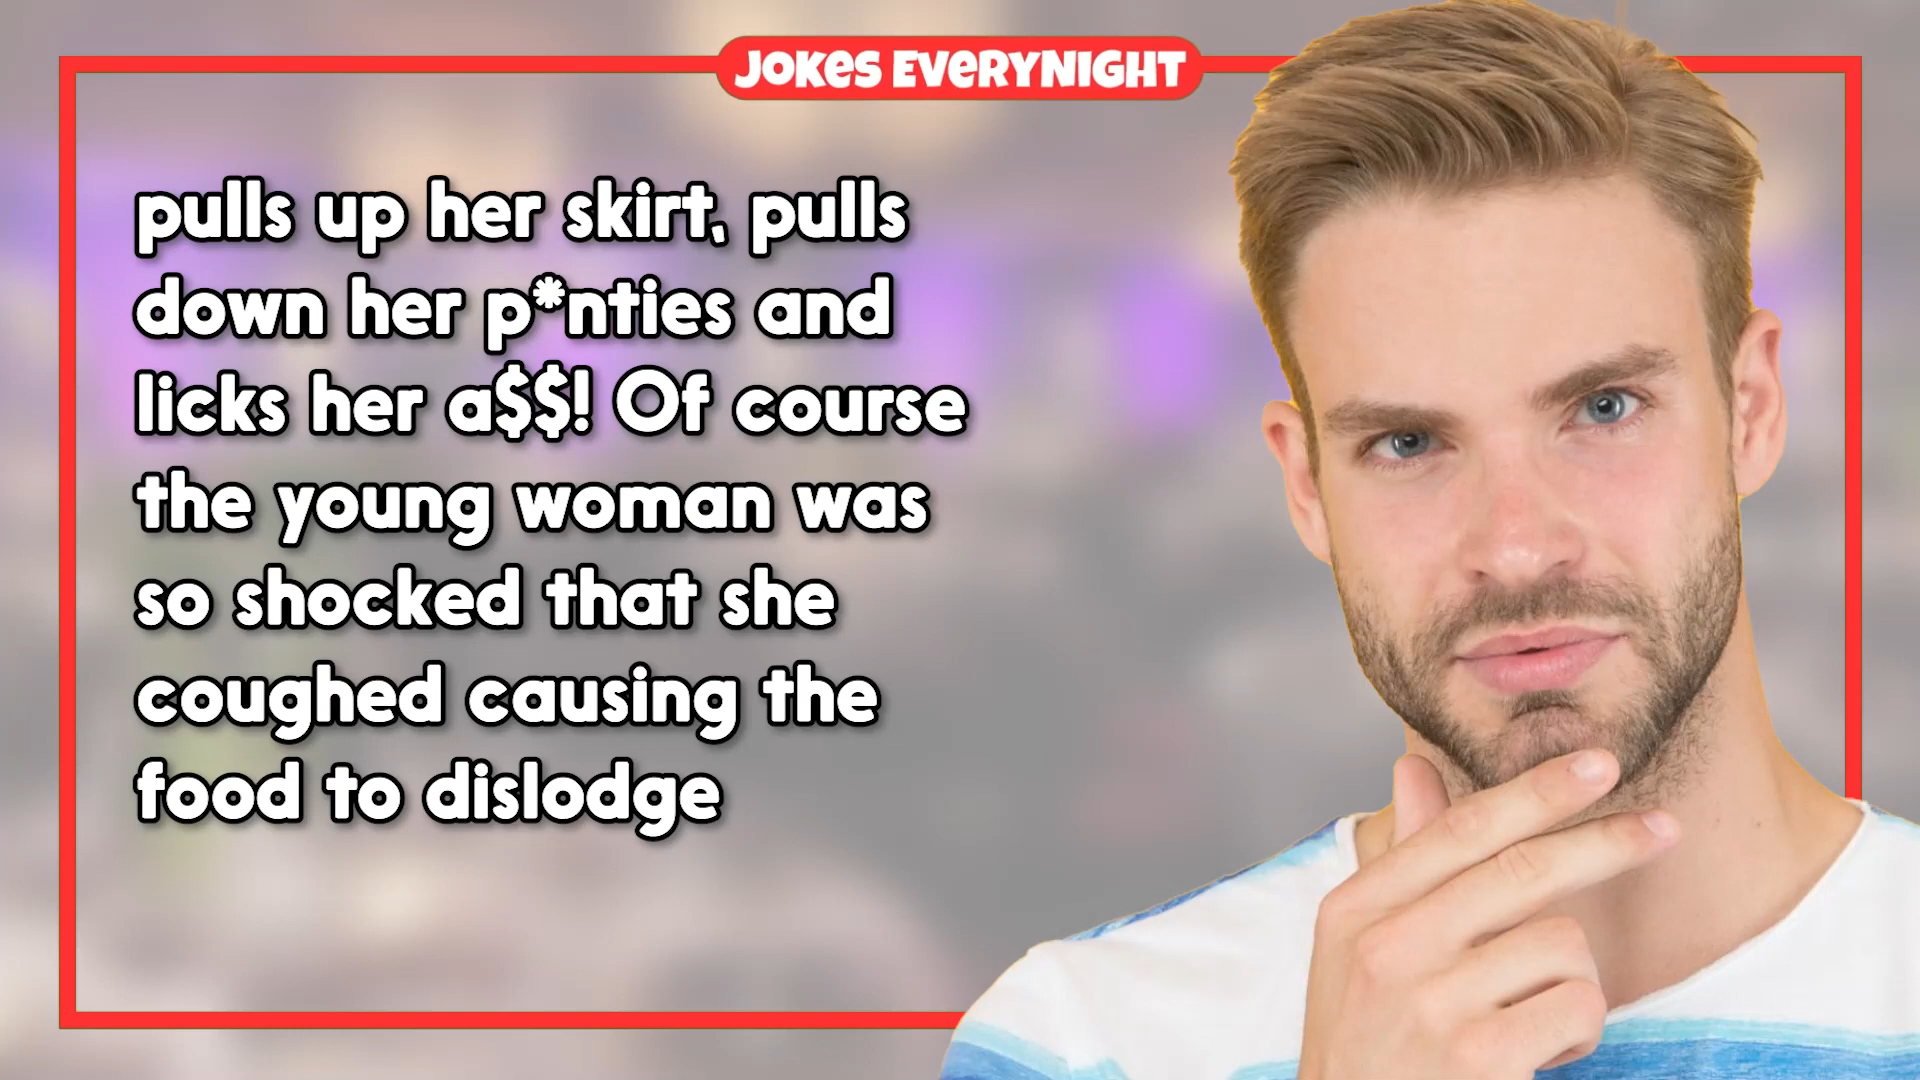 JOKES EVERYNIGHT
pulls up her skirt, pulls
down her p*nties and
licks her a$$! Of course
the young woman was
so shocked that she
coughed causing the
food to dislodge